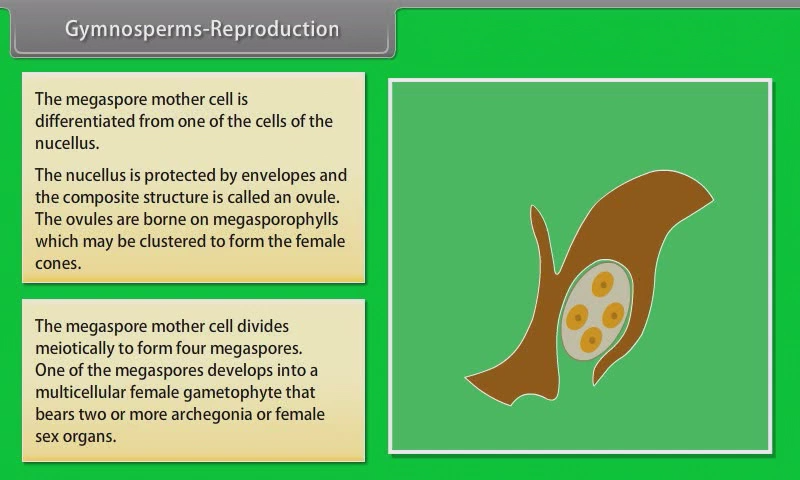 Gymnosperms-Reproduction
The megaspore mother cell is
differentiated from one of the cells of the
nucellus.
The nucellus is protected by envelopes and
the composite structure is called an ovule.
The ovules are borne on megasporophylls
which may be clustered to form the female
cones.
The megaspore mother cell divides
meiotically to form four megaspores.
One of the megaspores develops into a
multicellular female gametophyte that
bears two or more archegonia or female
sex organs.